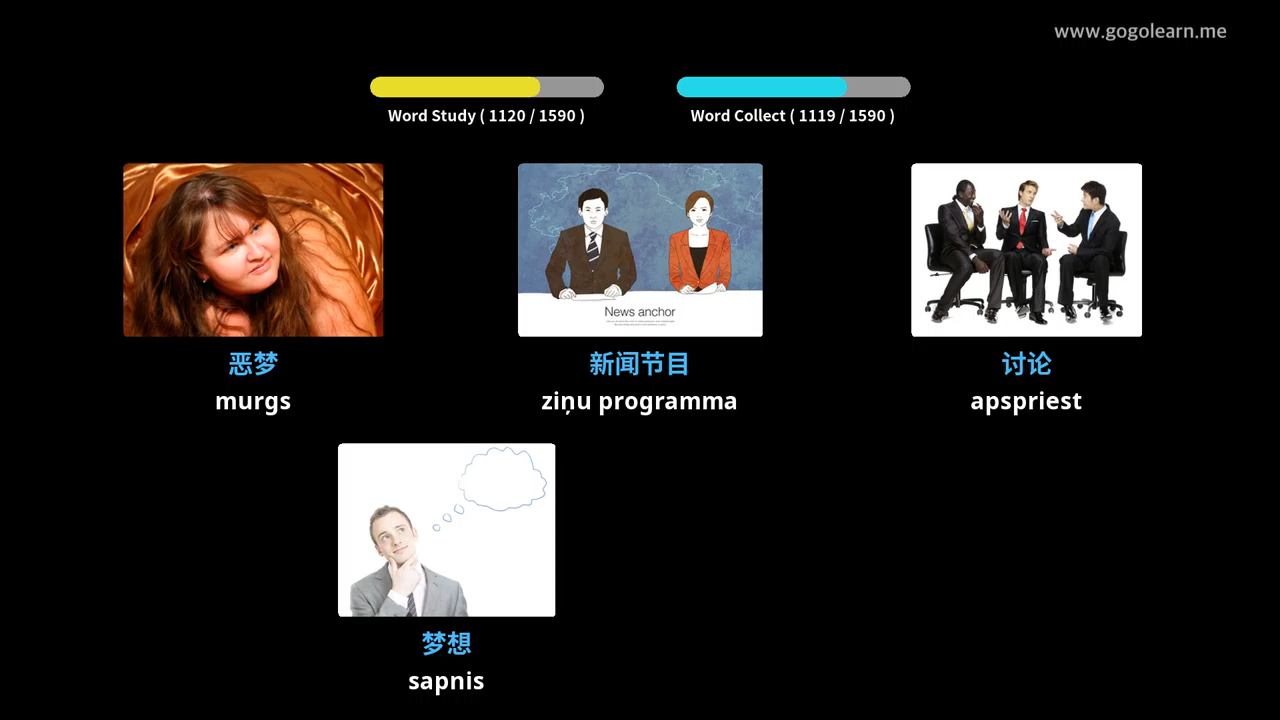 www.gogolearn.me
Word Study ( 1120 / 1590 )
Word Collect ( 1119 / 1590 )
News anchor
恶梦
murgs
新闻节目
ziņu programma
讨论
apspriest
梦想
sapnis